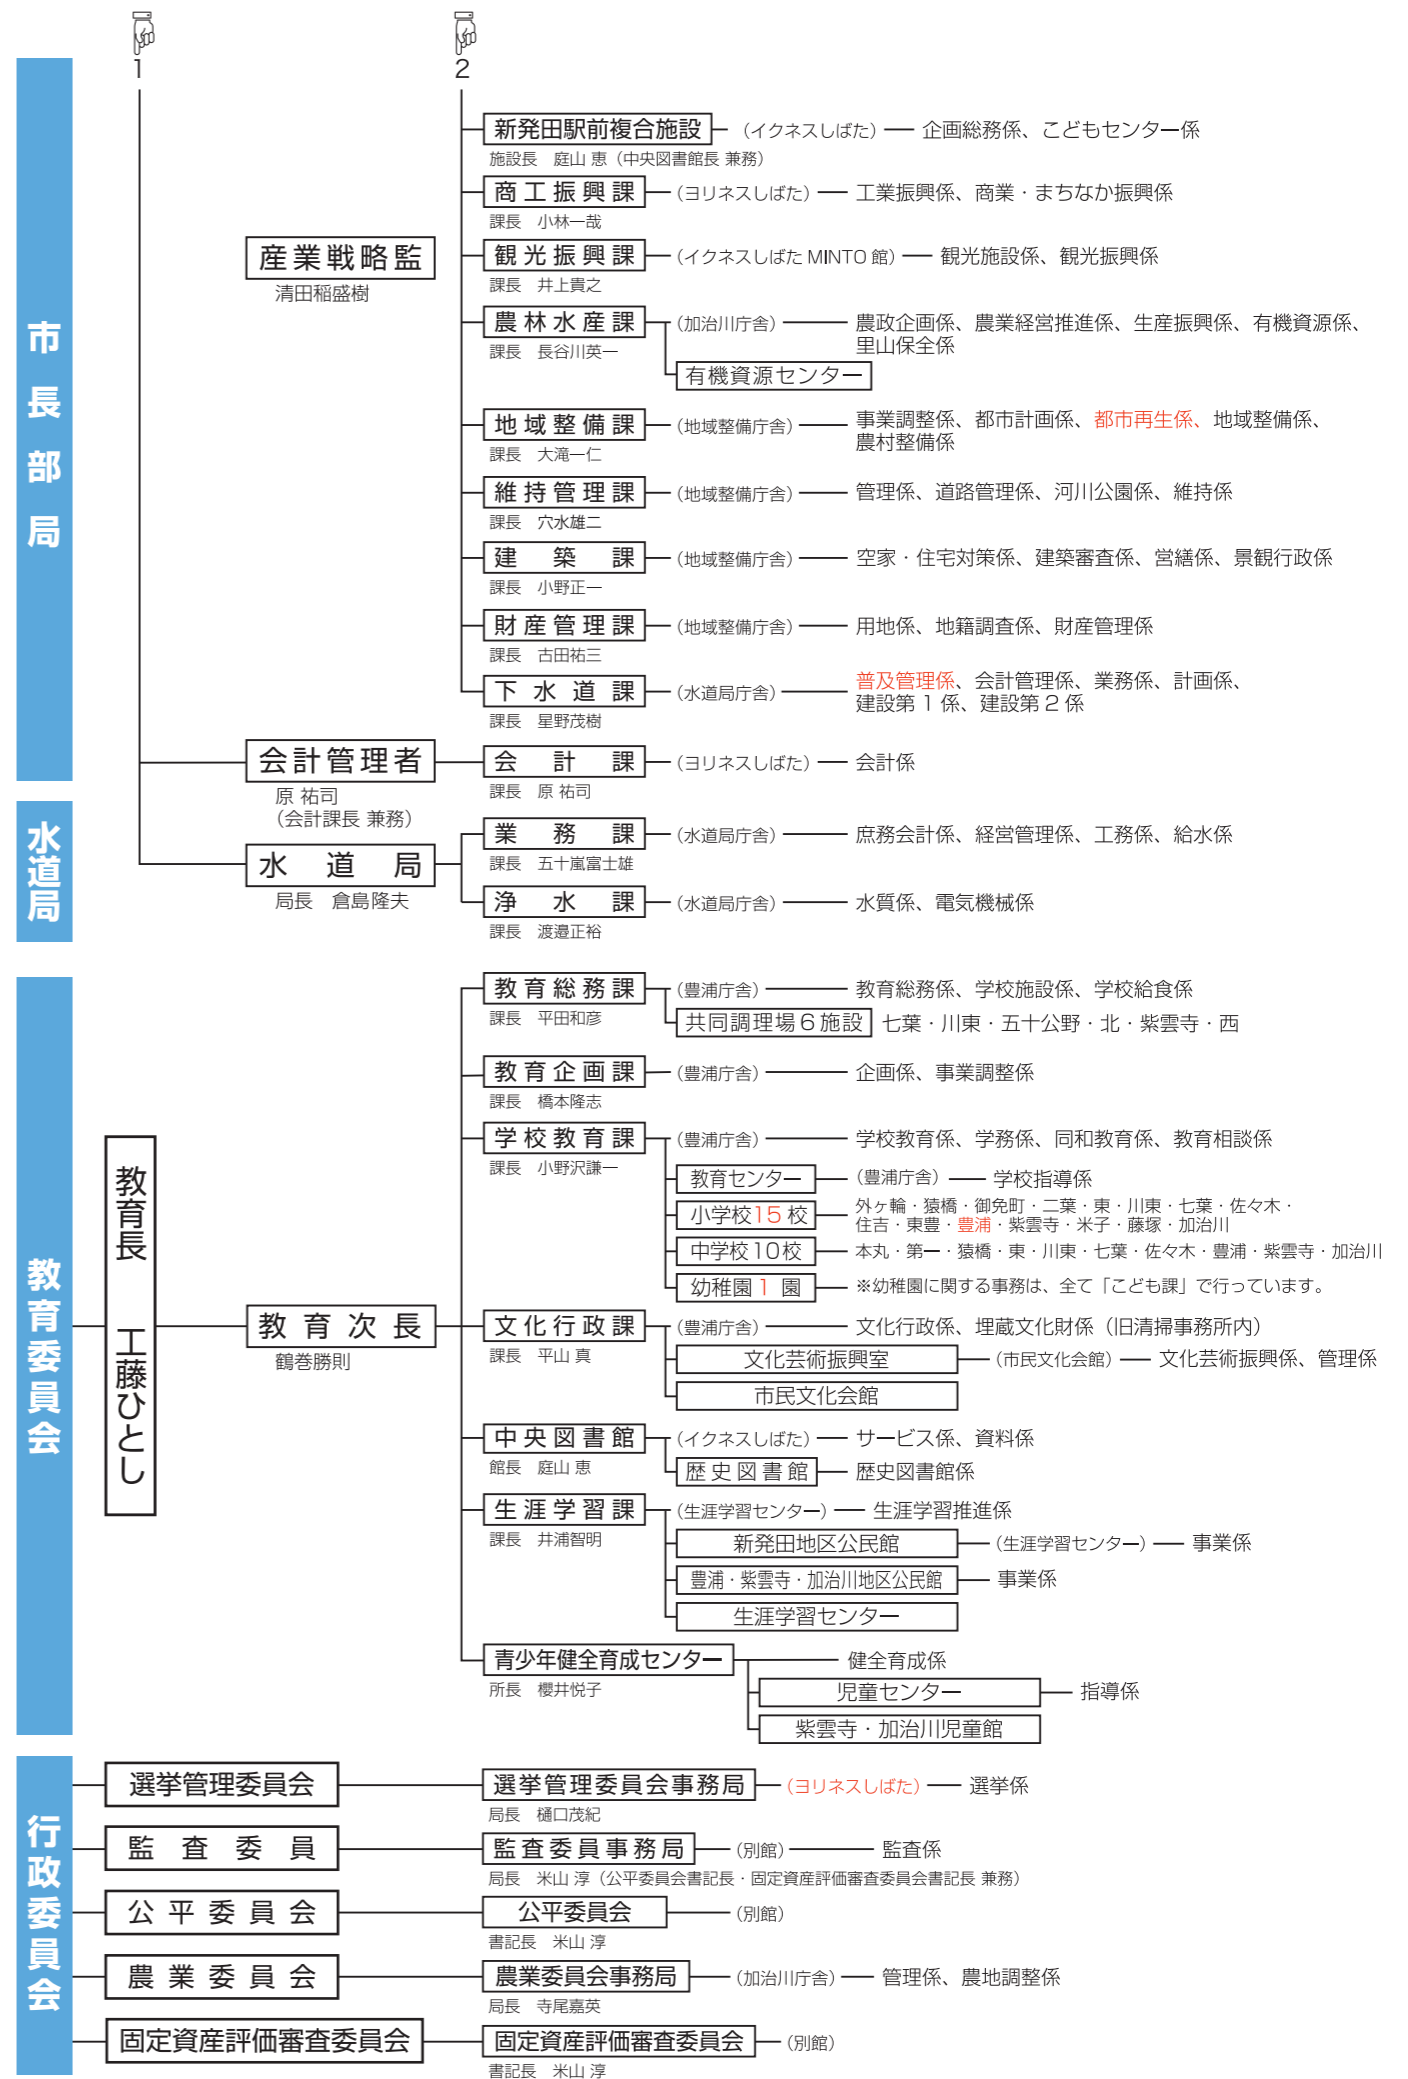 1
2
市長部局
新発田駅前複合施設 （イクネスしばた） 企画総務係、こどもセンター係
施設長 庭山 恵（中央図書館長 兼務）
商工振興課 （ヨリネスしばた） 工業振興係、商業・まちなか振興係
課長 小林一哉
産業戦略監
清田稲盛樹
観光振興課 （イクネスしばた MINTO 館） 観光施設係、観光振興係
課長 井上貴之
農林水産課 （加治川庁舎） 農政企画係、農業経営推進係、生産振興係、有機資源係、
里山保全係
課長 長谷川英一
有機資源センター
地域整備課 （地域整備庁舎） 事業調整係、都市計画係、都市再生係、地域整備係、
農村整備係
課長 大滝一仁
維持管理課 （地域整備庁舎） 管理係、道路管理係、河川公園係、維持係
課長 穴水雄二
建築課 （地域整備庁舎） 空家・住宅対策係、建築審査係、営繕係、景観行政係
課長 小野正一
財産管理課 （地域整備庁舎） 用地係、地籍調査係、財産管理係
課長 古田祐三
下水道課 （水道局庁舎） 普及管理係、会計管理係、業務係、計画係、
建設第１係、建設第２係
課長 星野茂樹
会計管理者
原 祐司
（会計課長 兼務）
会計課 （ヨリネスしばた） 会計係
課長 原 祐司
水道局
水道局
局長 倉島隆夫
業務課 （水道局庁舎） 庶務会計係、経営管理係、工務係、給水係
課長 五十嵐富士雄
浄水課 （水道局庁舎） 水質係、電気機械係
課長 渡邉正裕
教育委員会
教育長 工藤ひとし
教育次長
鶴巻勝則
教育総務課 （豊浦庁舎） 教育総務係、学校施設係、学校給食係
課長 平田和彦
共同調理場６施設 七葉・川東・五十公野・北・紫雲寺・西
教育企画課 （豊浦庁舎） 企画係、事業調整係
課長 橋本隆志
学校教育課 （豊浦庁舎） 学校教育係、学務係、同和教育係、教育相談係
課長 小野沢謙一
教育センター （豊浦庁舎） 学校指導係
小学校15校 外ヶ輪・猿橋・御免町・二葉・東・川東・七葉・佐々木・
住吉・東豊・豊浦・紫雲寺・米子・藤塚・加治川
中学校10校 本丸・第一・猿橋・東・川東・七葉・佐々木・豊浦・紫雲寺・加治川
幼稚園１園 ※幼稚園に関する事務は、全て「こども課」で行っています。
文化行政課 （豊浦庁舎） 文化行政係、埋蔵文化財係（旧清掃事務所内）
課長 平山 真
文化芸術振興室 （市民文化会館） 文化芸術振興係、管理係
市民文化会館
中央図書館 （イクネスしばた） サービス係、資料係
館長 庭山 恵
歴史図書館 歴史図書館係
生涯学習課 （生涯学習センター） 生涯学習推進係
課長 井浦智明
新発田地区公民館 （生涯学習センター） 事業係
豊浦・紫雲寺・加治川地区公民館 事業係
生涯学習センター
青少年健全育成センター 健全育成係
所長 櫻井悦子
児童センター 指導係
紫雲寺・加治川児童館
行政委員会
選挙管理委員会 選挙管理委員会事務局 （ヨリネスしばた） 選挙係
局長 樋口茂紀
監査委員 監査委員事務局 （別館） 監査係
局長 米山 淳（公平委員会書記長・固定資産評価審査委員会書記長 兼務）
公平委員会 公平委員会 （別館）
書記長 米山 淳
農業委員会 農業委員会事務局 （加治川庁舎） 管理係、農地調整係
局長 寺尾嘉英
固定資産評価審査委員会 固定資産評価審査委員会 （別館）
書記長 米山 淳